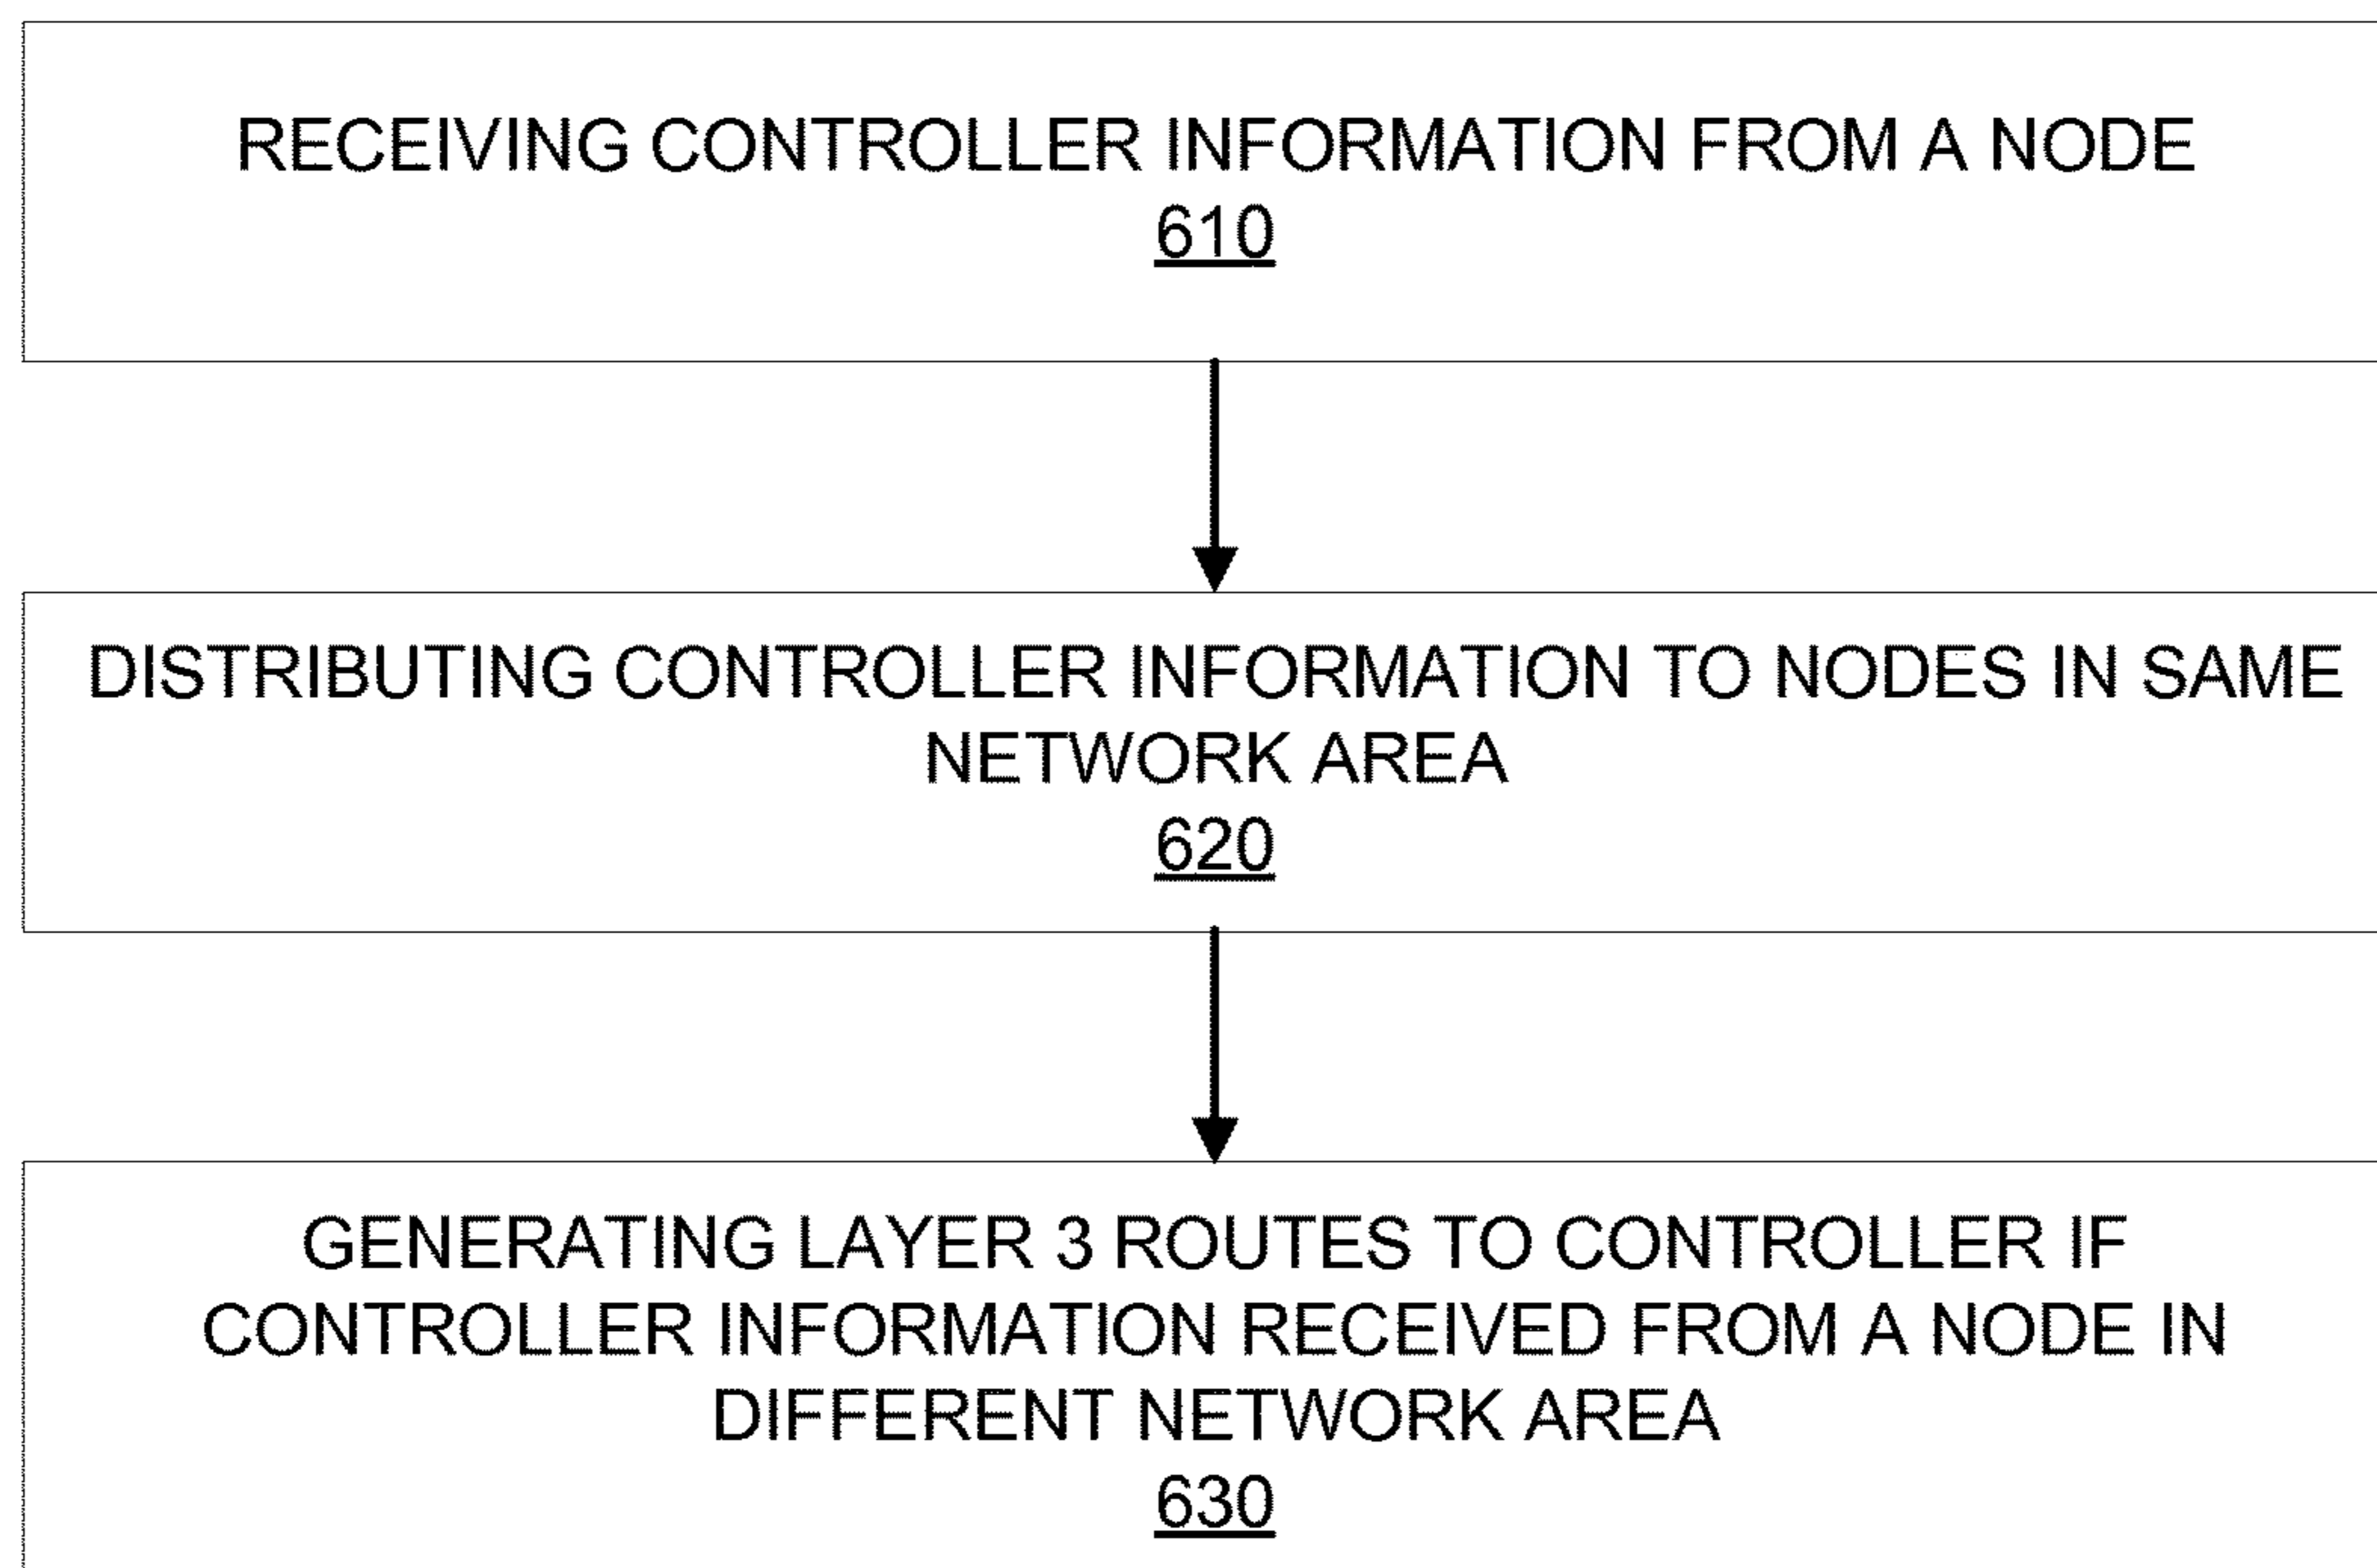 RECEIVING CONTROLLER INFORMATION FROM A NODE
610
DISTRIBUTING CONTROLLER INFORMATION TO NODES IN SAME
NETWORK AREA
620
GENERATING LAYER 3 ROUTES TO CONTROLLER IF
CONTROLLER INFORMATION RECEIVED FROM A NODE IN
DIFFERENT NETWORK AREA
630